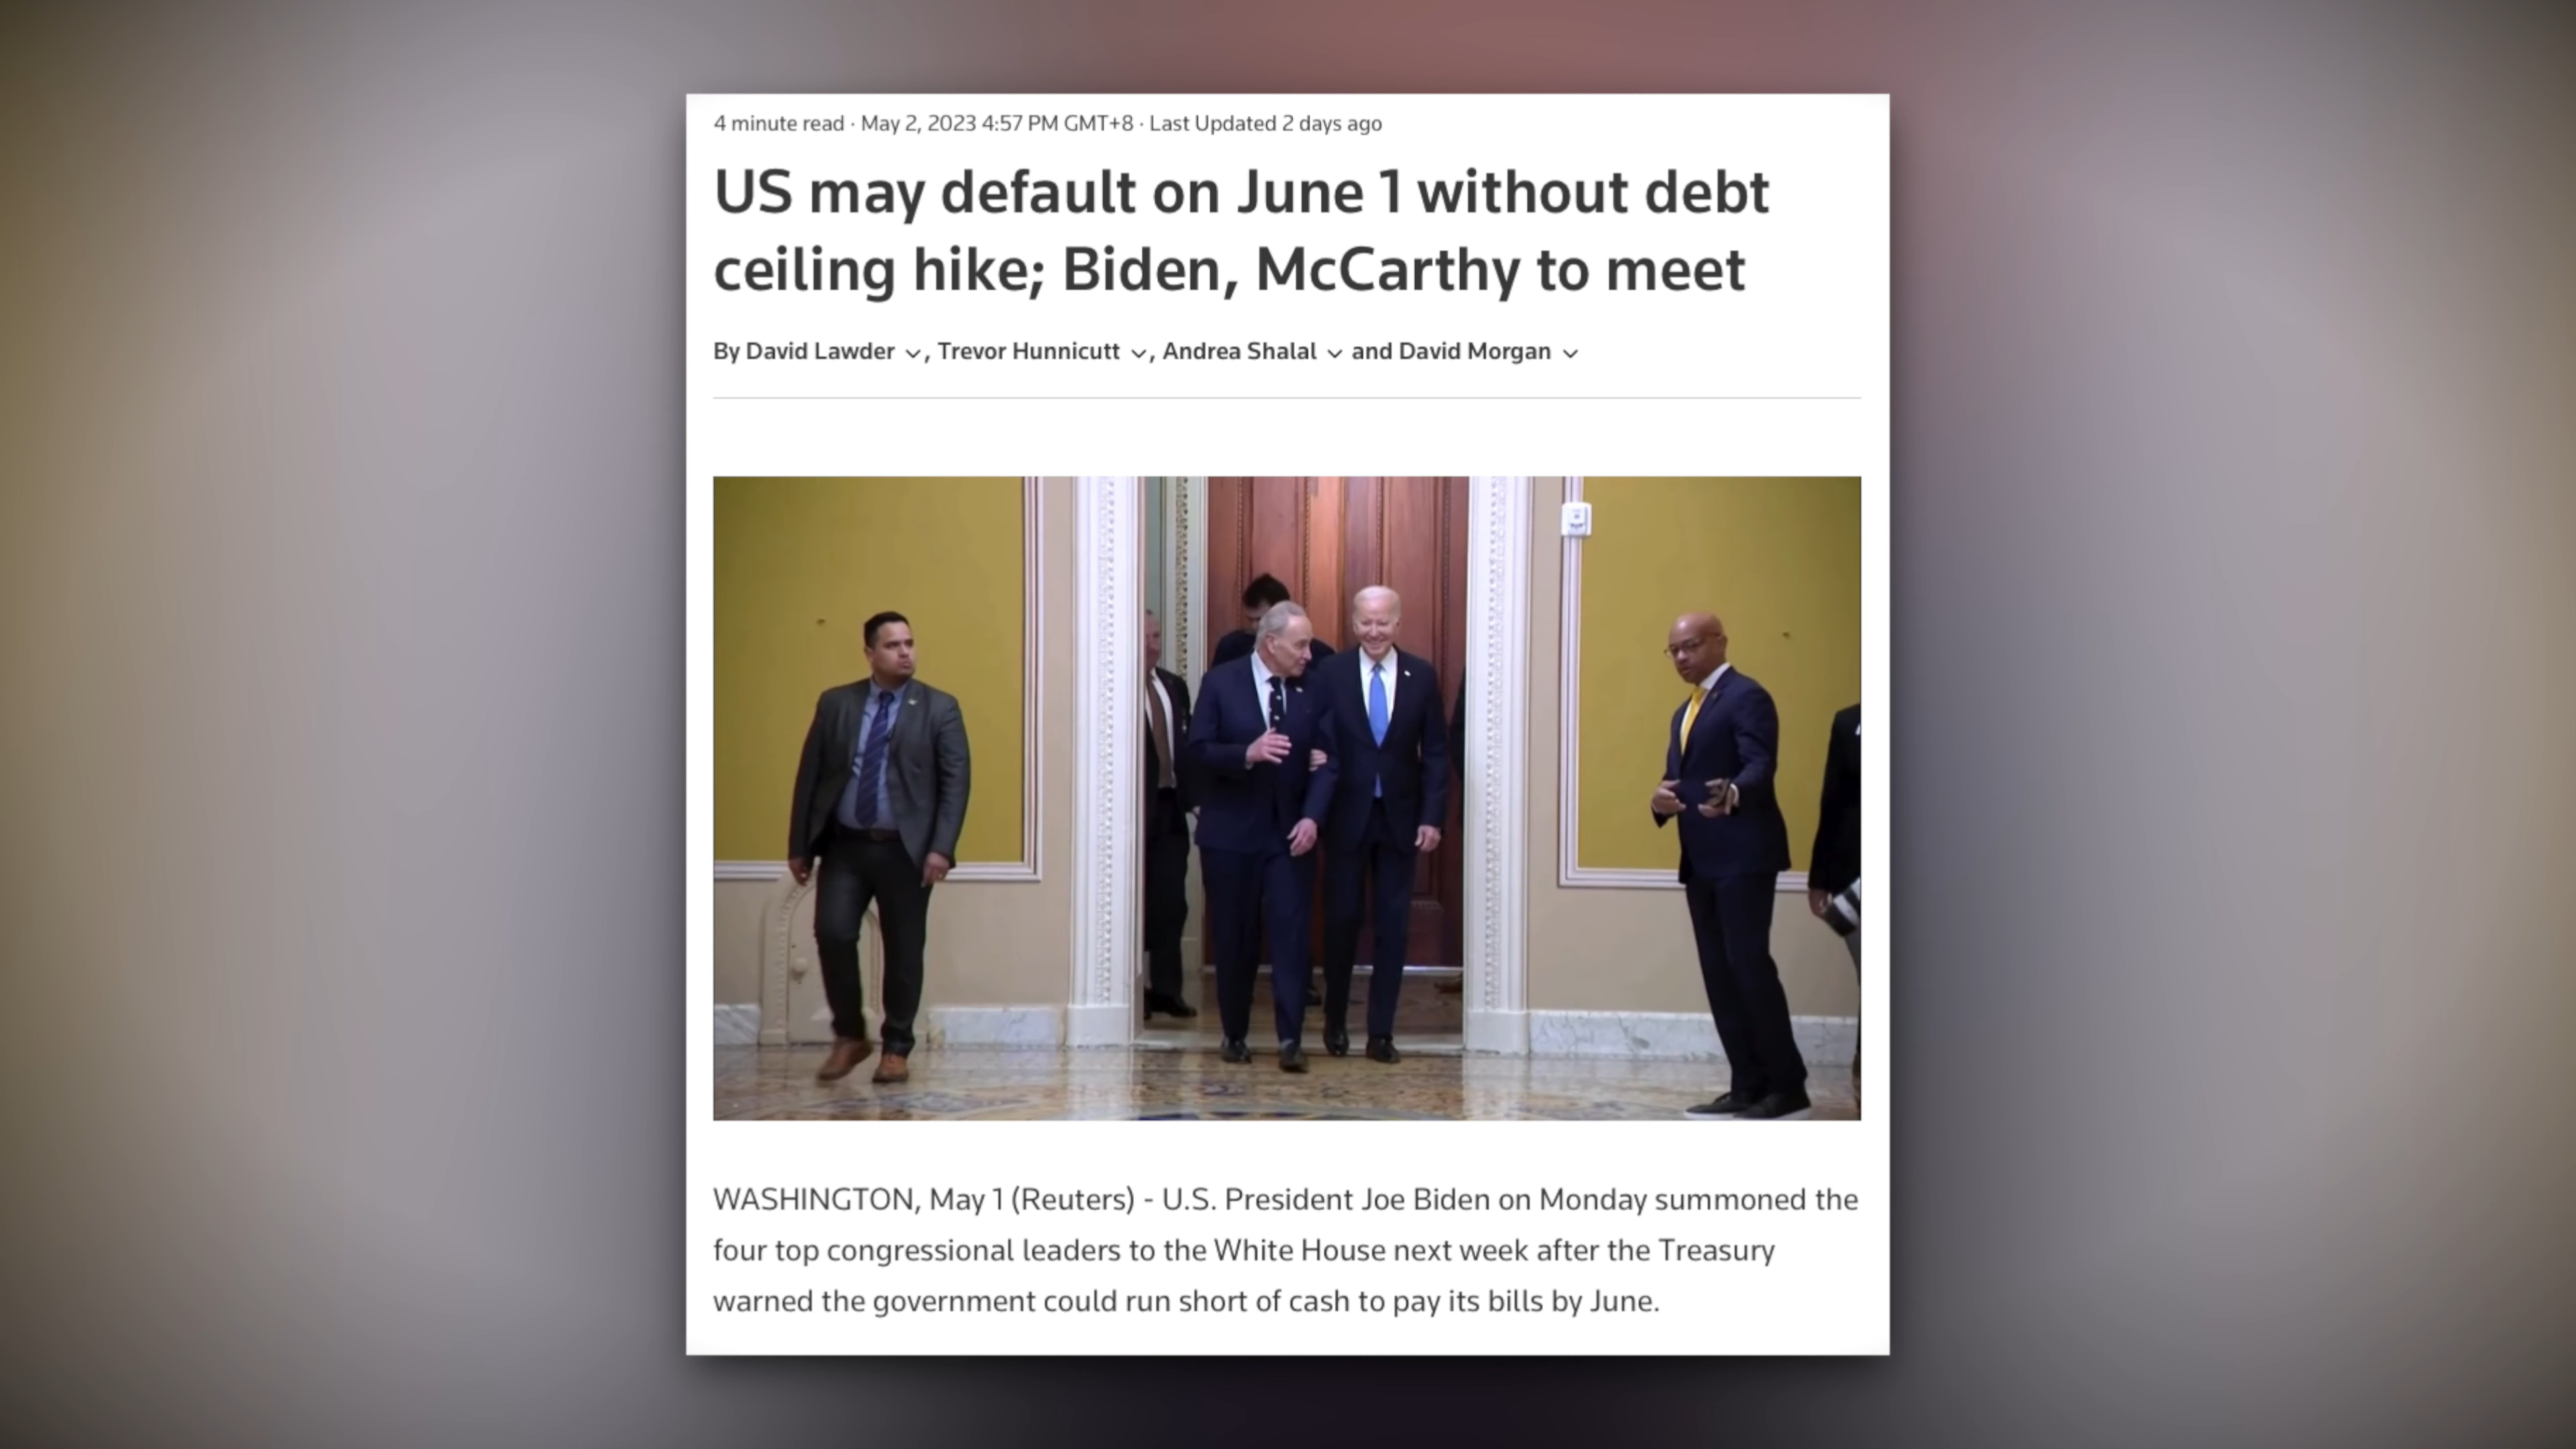 4 minute read · May 2, 2023 4:57 PM GMT+8 · Last Updated 2 days ago
US may default on June 1 without debt
ceiling hike; Biden, McCarthy to meet
By David Lawder, Trevor Hunnicutt, Andrea Shalal and David Morgan
WASHINGTON, May 1 (Reuters) - U.S. President Joe Biden on Monday summoned the
four top congressional leaders to the White House next week after the Treasury
warned the government could run short of cash to pay its bills by June.